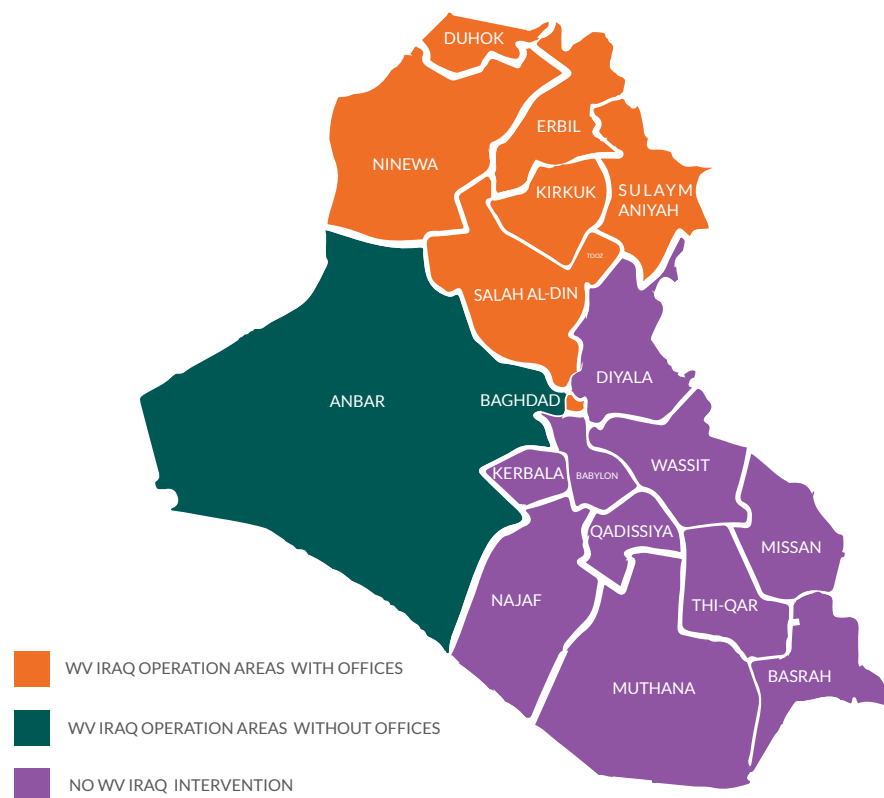 DUHOK
ERBIL
NINEWA
KIRKUK
SULAYM
ANIYAH
TOOZ
SALAH AL-DIN
DIYALA
ANBAR
BAGHDAD
WASSIT
KERBALA
BABYLON
QADISSIYA
MISSAN
NAJAF
THI-QAR
BASRAH
MUTHANA
WV IRAQ OPERATION AREAS WITH OFFICES
WV IRAQ OPERATION AREAS WITHOUT OFFICES
NO WV IRAQ INTERVENTION